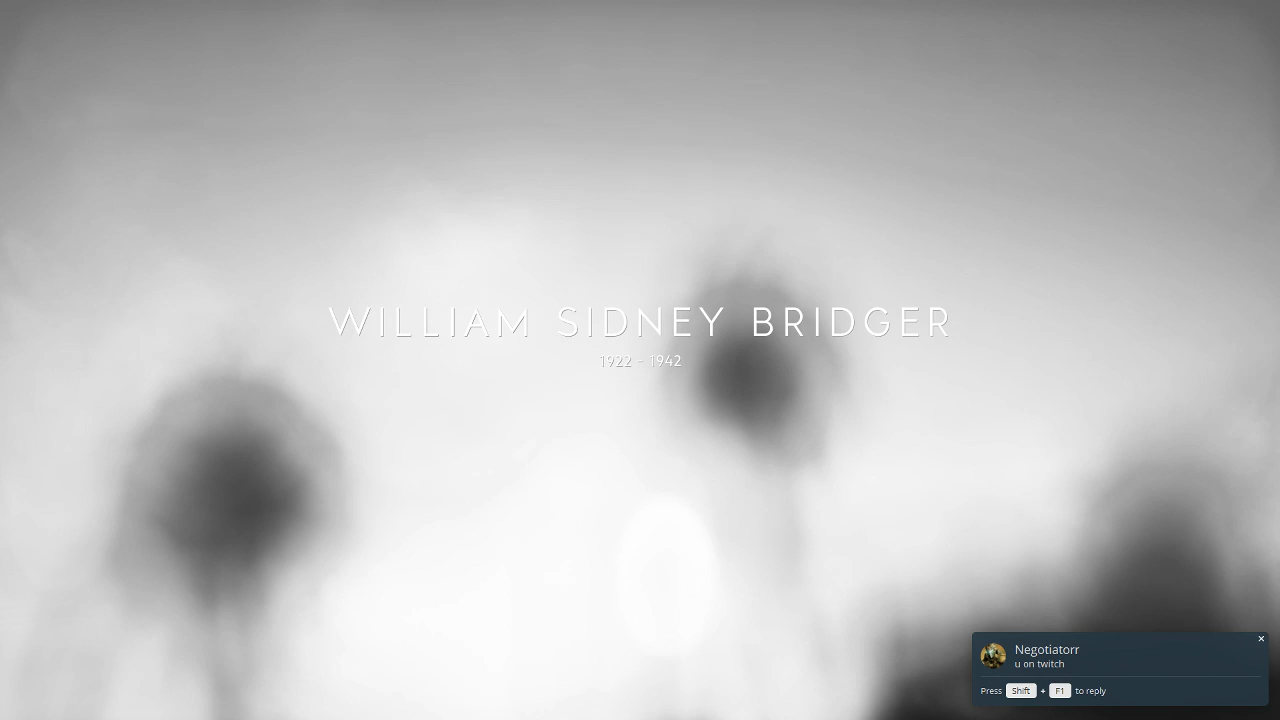 WILLIAM SIDNEY BRIDGER
1922 - 1942
Negotiatorr
u on twitch
Press Shift + F1 to reply